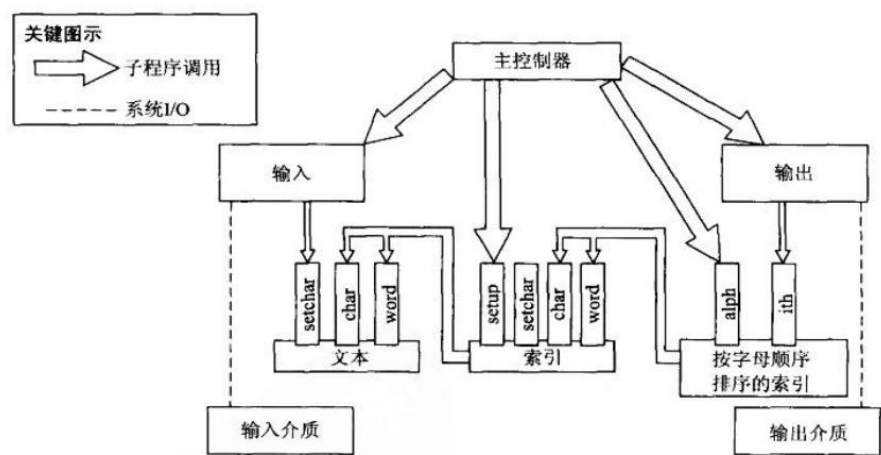 关键图示
子程序调用
系统I/O
主控制器
输入
输出
setchar
char
word
setup
setchar
char
word
alph
ith
文本
索引
按字母顺序
排序的索引
输入介质
输出介质